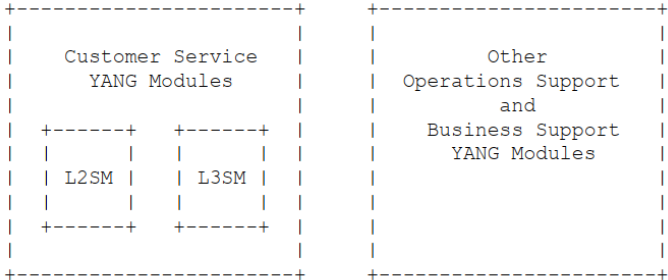 Customer Service
YANG Modules
L2SM
L3SM
Other
Operations Support
and
Business Support
YANG Modules